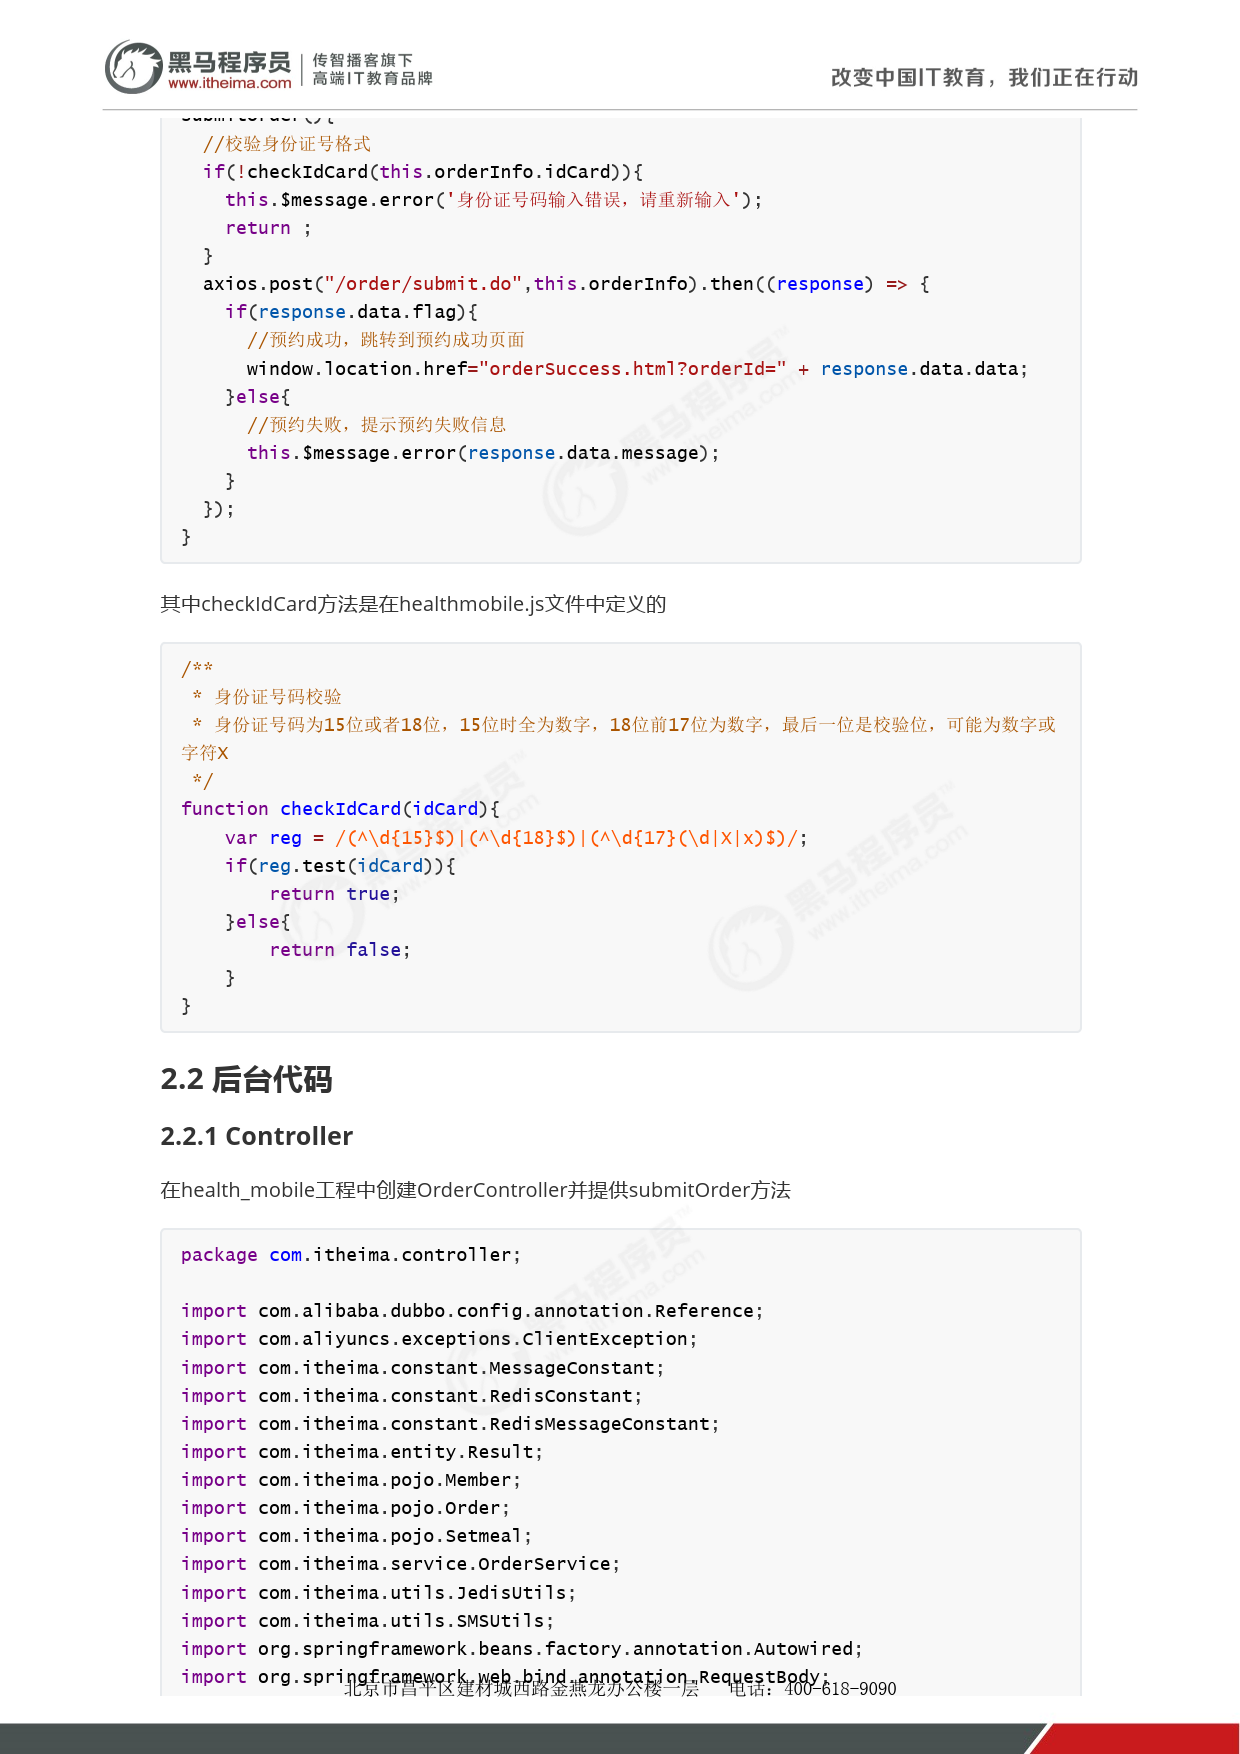 黑马程序员
www.itheima.com
传智播客旗下
高端IT教育品牌
改变中国IT教育，我们正在行动
submitOrder(){
  //校验身份证号格式
  if(!checkIdCard(this.orderInfo.idCard)){
    this.$message.error('身份证号码输入错误，请重新输入');
    return ;
  }
  axios.post("/order/submit.do",this.orderInfo).then((response) => {
    if(response.data.flag){
      //预约成功，跳转到预约成功页面
      window.location.href="orderSuccess.html?orderId=" + response.data.data;
    }else{
      //预约失败，提示预约失败信息
      this.$message.error(response.data.message);
    }
  });
}
其中checkIdCard方法是在healthmobile.js文件中定义的
/**
 * 身份证号码校验
 * 身份证号码为15位或者18位，15位时全为数字，18位前17位为数字，最后一位是校验位，可能为数字或
字符X
 */
function checkIdCard(idCard){
    var reg = /(^\d{15}$)|(^\d{18}$)|(^\d{17}(\d|X|x)$)/;
    if(reg.test(idCard)){
        return true;
    }else{
        return false;
    }
}
2.2 后台代码
2.2.1 Controller
在health_mobile工程中创建OrderController并提供submitOrder方法
package com.itheima.controller;

import com.alibaba.dubbo.config.annotation.Reference;
import com.aliyuncs.exceptions.ClientException;
import com.itheima.constant.MessageConstant;
import com.itheima.constant.RedisConstant;
import com.itheima.constant.RedisMessageConstant;
import com.itheima.entity.Result;
import com.itheima.pojo.Member;
import com.itheima.pojo.Order;
import com.itheima.pojo.Setmeal;
import com.itheima.service.OrderService;
import com.itheima.utils.JedisUtils;
import com.itheima.utils.SMSUtils;
import org.springframework.beans.factory.annotation.Autowired;
import org.springframework.web.bind.annotation.RequestBody;
北京市昌平区建材城西路金燕龙办公楼一层 电话：400-618-9090